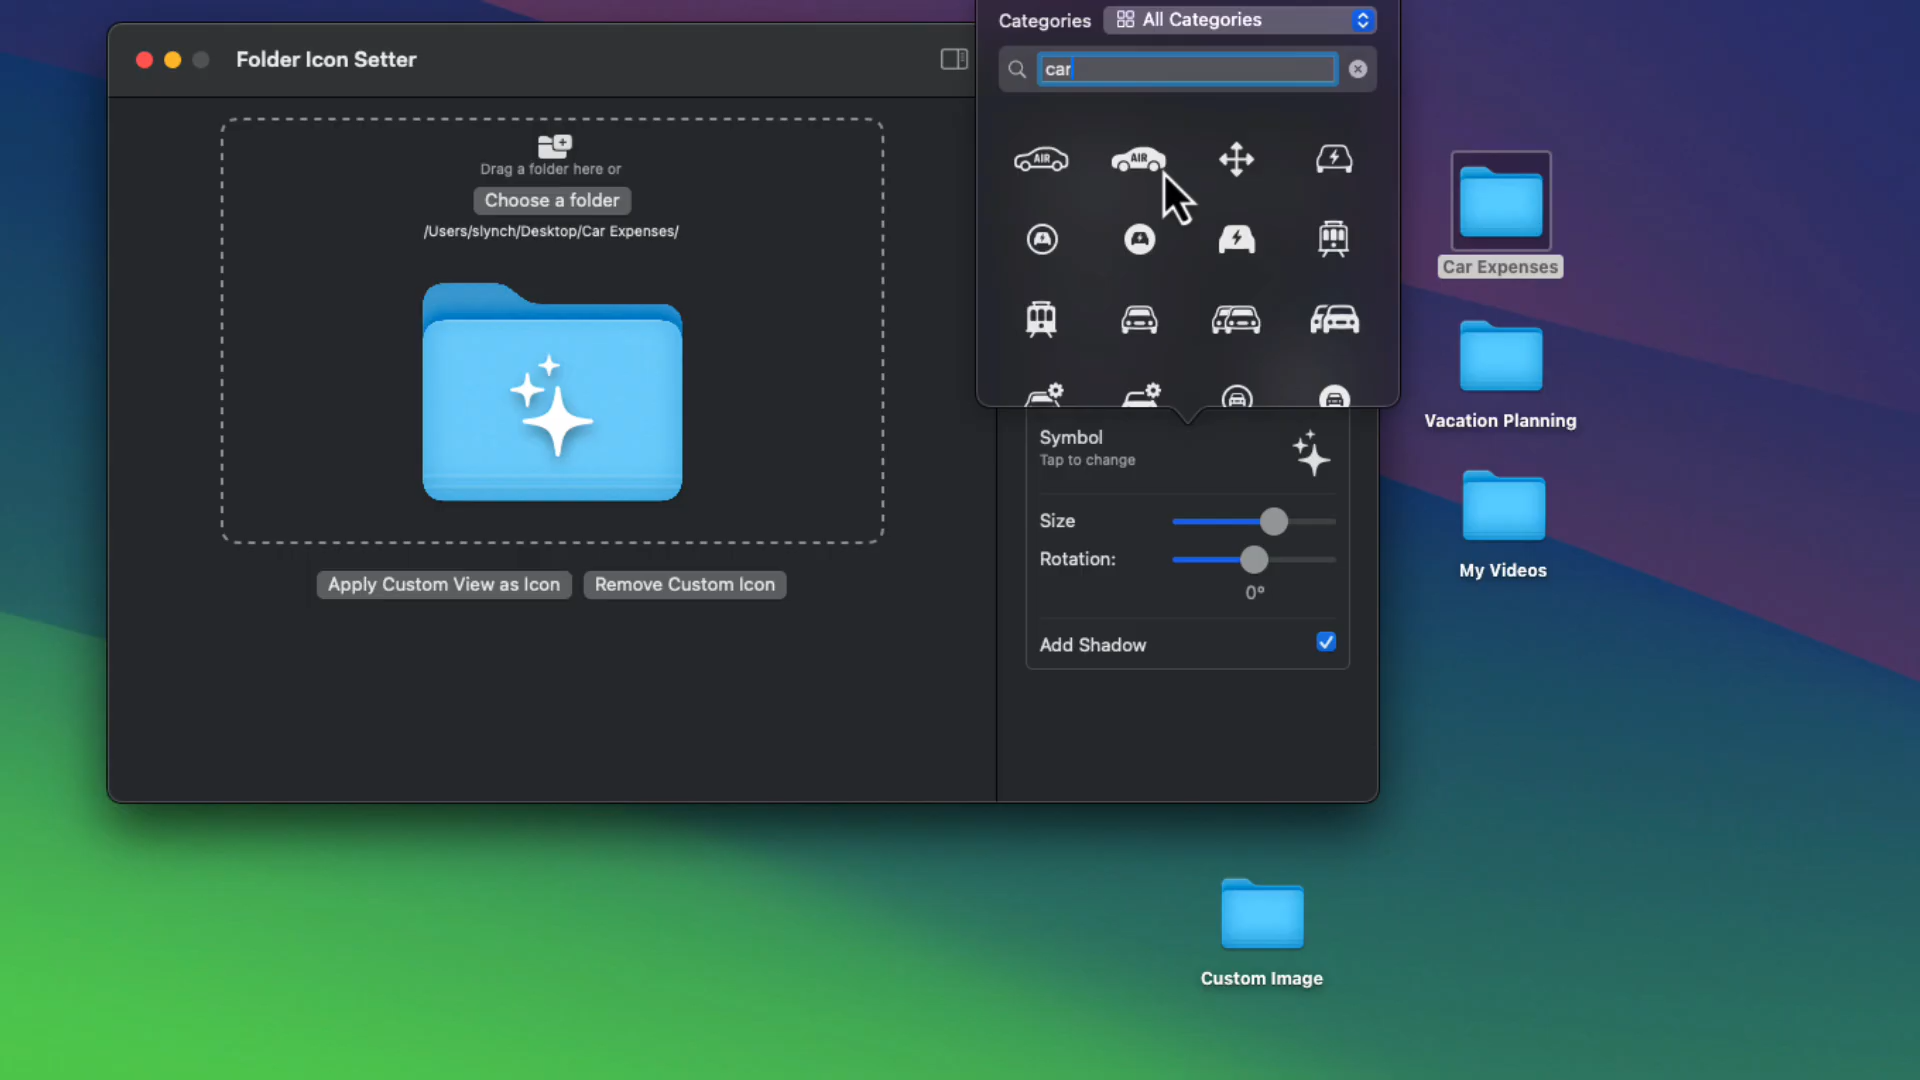 Categories
All Categories
Folder Icon Setter
car
AIR
AIR
Drag a folder here or
Choose a folder
/Users/slynch/Desktop/Car Expenses/
Car Expenses
Vacation Planning
Symbol
Tap to change
Size
Rotation:
0°
My Videos
Apply Custom View as Icon
Remove Custom Icon
Add Shadow
Custom Image